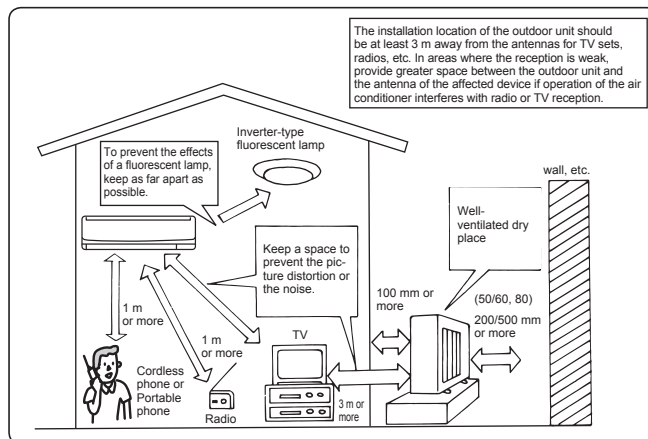 The installation location of the outdoor unit should
be at least 3 m away from the antennas for TV sets,
radios, etc. In areas where the reception is weak,
provide greater space between the outdoor unit and
the antenna of the affected device if operation of the air
conditioner interferes with radio or TV reception.
Inverter-type
fluorescent lamp
To prevent the effects
of a fluorescent lamp,
keep as far apart as
possible.
wall, etc.
Well-
ventilated dry
place
Keep a space to
prevent the pic-
ture distortion or
the noise.
100 mm or
more
(50/60, 80)
200/500 mm
or more
1 m
or more
1 m
or more
TV
Cordless
phone or
Portable
phone
Radio
3 m or
more